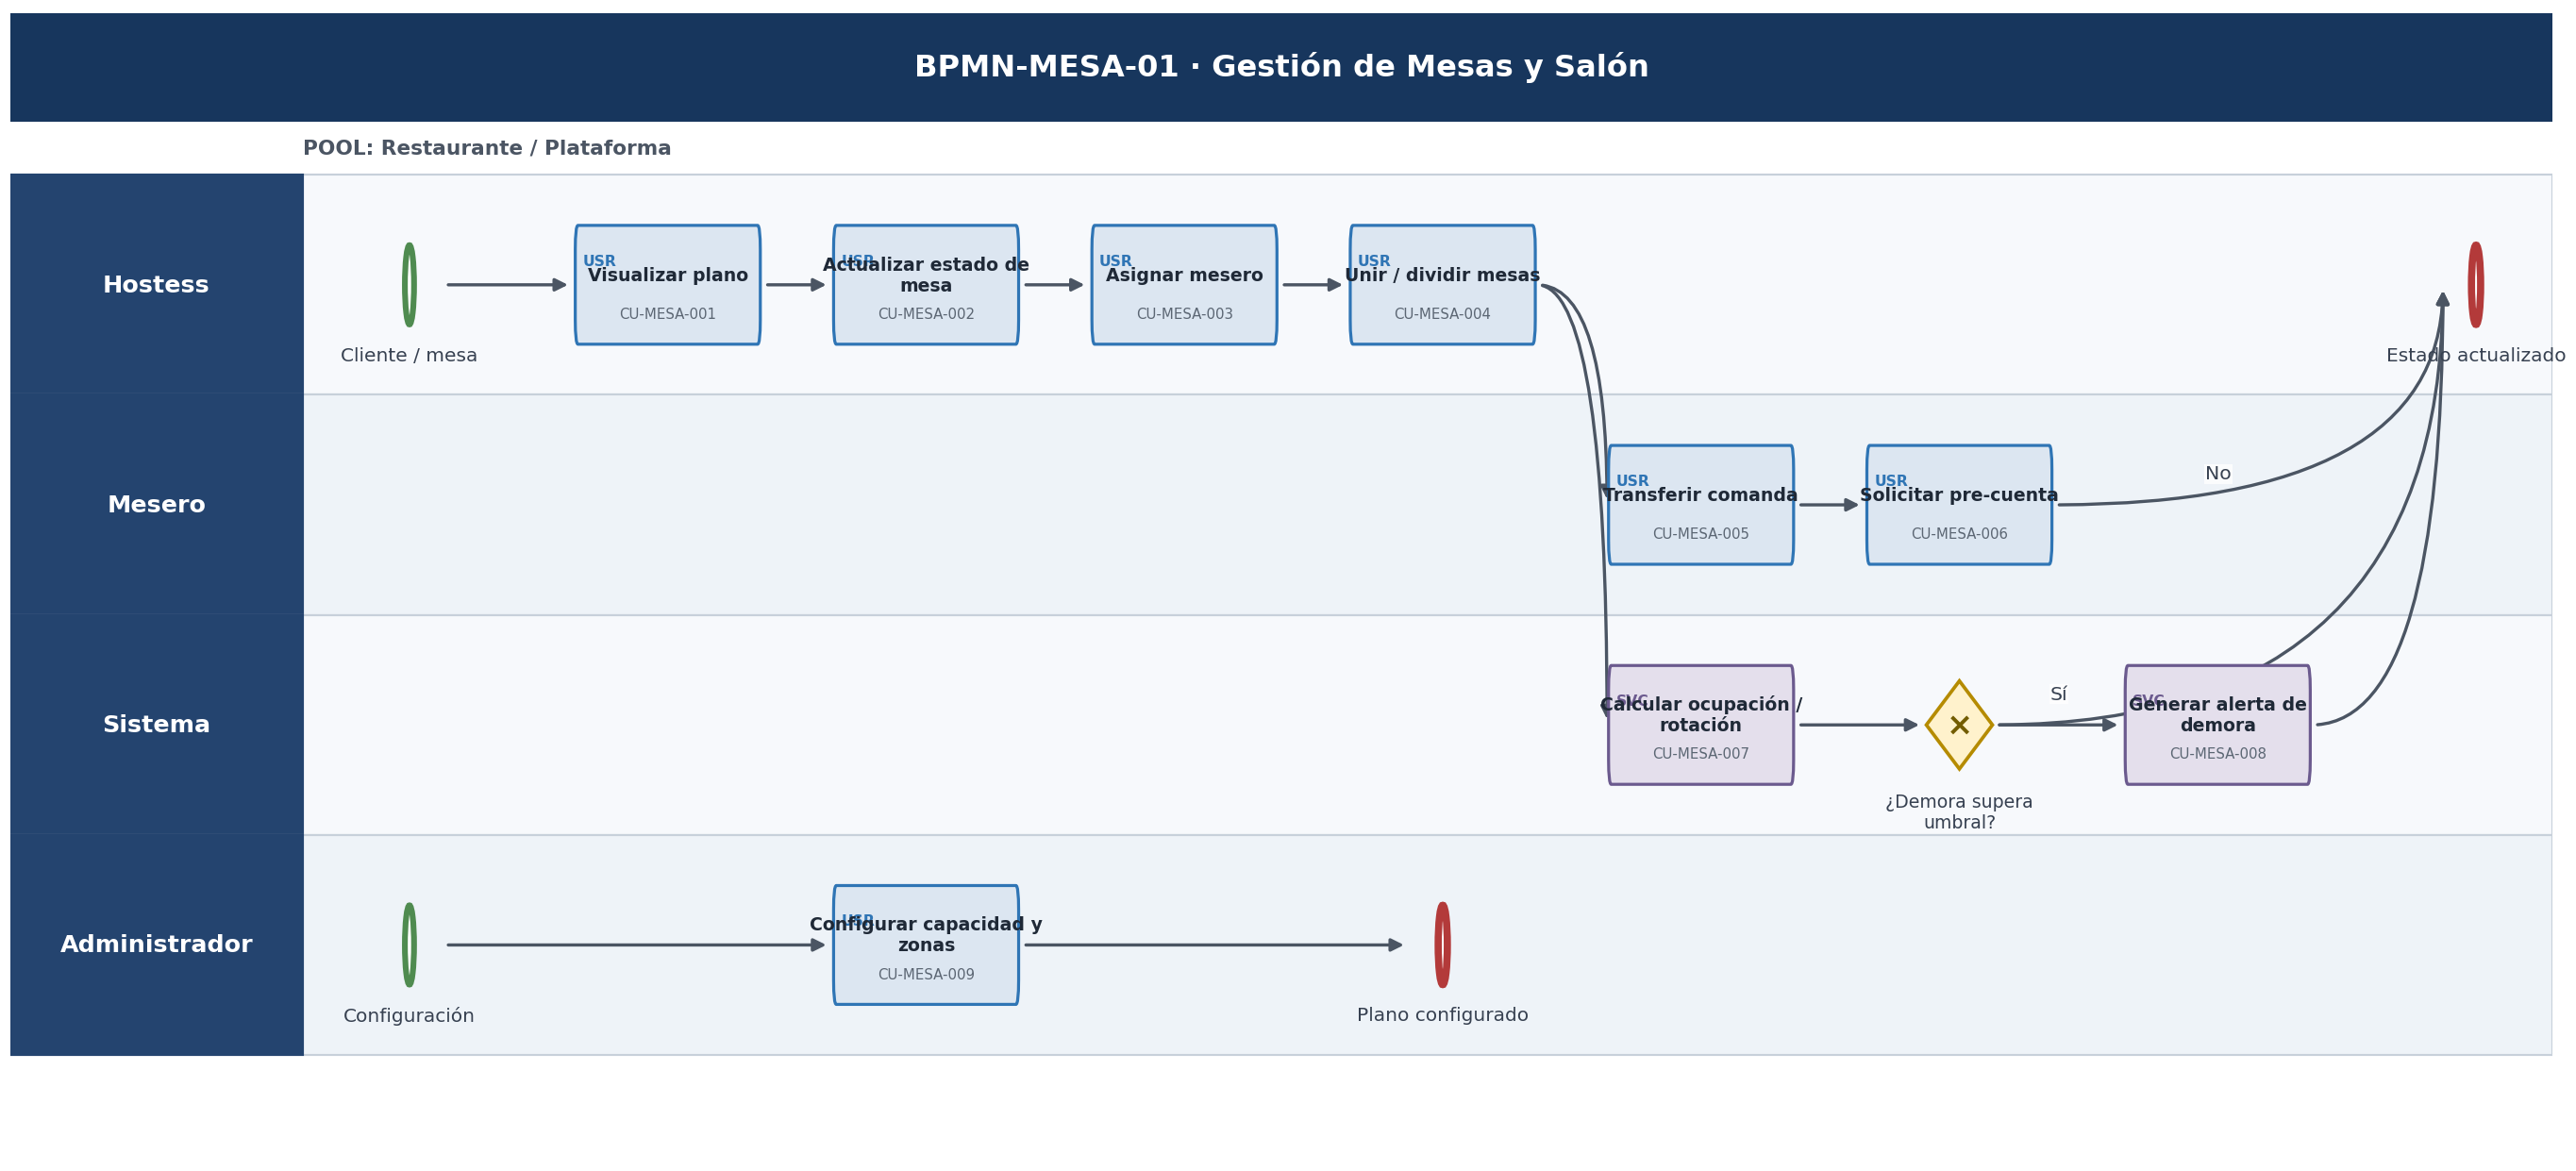 BPMN-MESA-01 · Gestión de Mesas y Salón
POOL: Restaurante / Plataforma
Hostess
Cliente / mesa
USR
Visualizar plano
CU-MESA-001
USR
Actualizar estado de
mesa
CU-MESA-002
USR
Asignar mesero
CU-MESA-003
USR
Unir / dividir mesas
CU-MESA-004
Estado actualizado
Mesero
USR
Transferir comanda
CU-MESA-005
USR
Solicitar pre-cuenta
CU-MESA-006
No
Sistema
SVC
Calcular ocupación /
rotación
CU-MESA-007
¿Demora supera
umbral?
Sí
SVC
Generar alerta de
demora
CU-MESA-008
Administrador
Configuración
USR
Configurar capacidad y
zonas
CU-MESA-009
Plano configurado